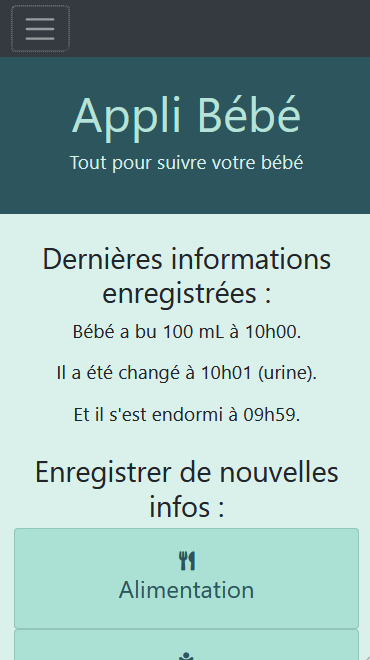 Appli Bébé
Tout pour suivre votre bébé
Dernières informations
enregistrées :
Bébé a bu 100 mL à 10h00.
Il a été changé à 10h01 (urine).
Et il s'est endormi à 09h59.
Enregistrer de nouvelles
infos :
Alimentation